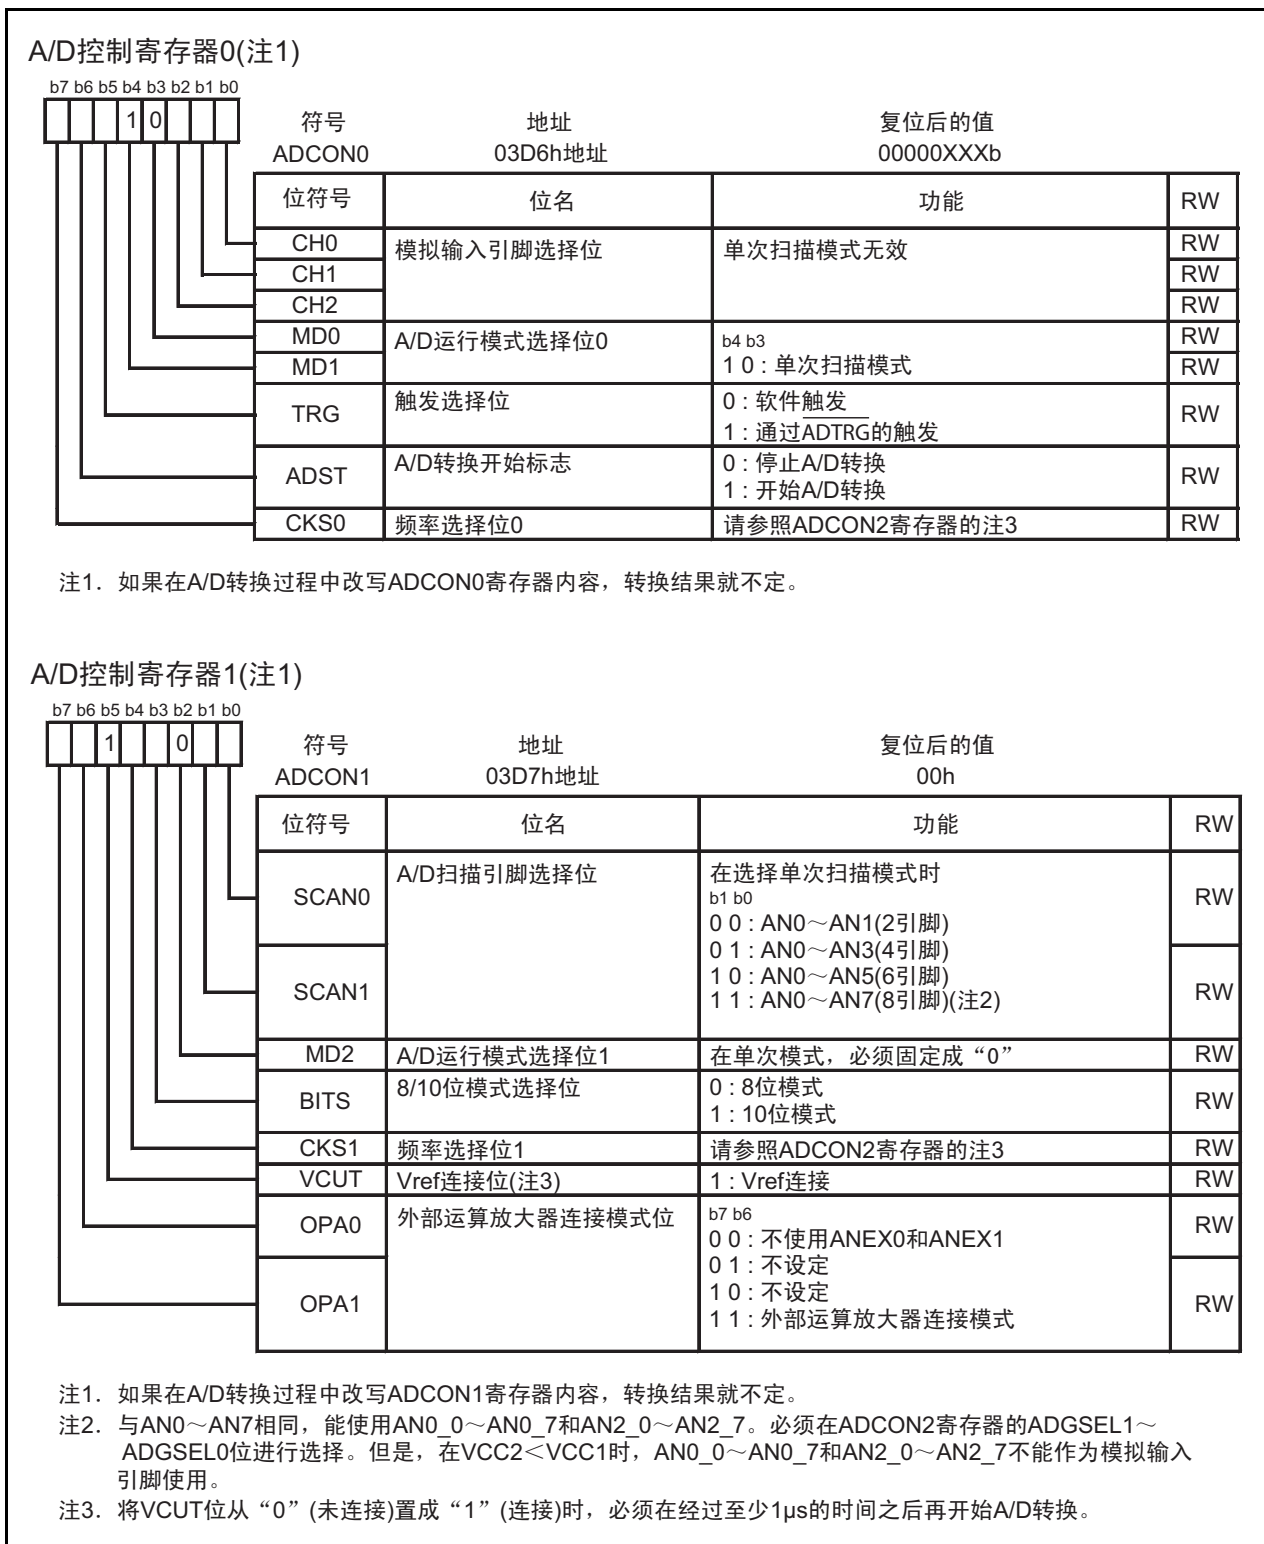 A/D控制寄存器0(注1)
b7 b6 b5 b4 b3 b2 b1 b0
1 0
符号 地址 复位后的值
ADCON0 03D6h地址 00000XXXb
位符号 位名 功能 RW
CH0 模拟输入引脚选择位 单次扫描模式无效 RW
CH1 RW
CH2 RW
MD0 A/D运行模式选择位0 b4 b3 RW
MD1 1 0 : 单次扫描模式 RW
TRG 触发选择位 0 : 软件触发 RW
1 : 通过ADTRG的触发
ADST A/D转换开始标志 0 : 停止A/D转换 RW
1 : 开始A/D转换
CKS0 频率选择位0 请参照ADCON2寄存器的注3 RW
注1. 如果在A/D转换过程中改写ADCON0寄存器内容，转换结果就不定。
A/D控制寄存器1(注1)
b7 b6 b5 b4 b3 b2 b1 b0
1 0
符号 地址 复位后的值
ADCON1 03D7h地址 00h
位符号 位名 功能 RW
SCAN0 A/D扫描引脚选择位 在选择单次扫描模式时 RW
b1 b0
0 0 : AN0～AN1(2引脚)
0 1 : AN0～AN3(4引脚)
1 0 : AN0～AN5(6引脚)
SCAN1 1 1 : AN0～AN7(8引脚)(注2) RW
MD2 A/D运行模式选择位1 在单次模式，必须固定成“0” RW
BITS 8/10位模式选择位 0 : 8位模式 RW
1 : 10位模式
CKS1 频率选择位1 请参照ADCON2寄存器的注3 RW
VCUT Vref连接位(注3) 1 : Vref连接 RW
OPA0 外部运算放大器连接模式位 b7 b6 RW
0 0 : 不使用ANEX0和ANEX1
0 1 : 不设定
1 0 : 不设定
OPA1 1 1 : 外部运算放大器连接模式 RW
注1. 如果在A/D转换过程中改写ADCON1寄存器内容，转换结果就不定。
注2. 与AN0～AN7相同，能使用AN0_0～AN0_7和AN2_0～AN2_7。必须在ADCON2寄存器的ADGSEL1～
ADGSEL0位进行选择。但是，在VCC2＜VCC1时，AN0_0～AN0_7和AN2_0～AN2_7不能作为模拟输入
引脚使用。
注3. 将VCUT位从“0”(未连接)置成“1”(连接)时，必须在经过至少1μs的时间之后再开始A/D转换。